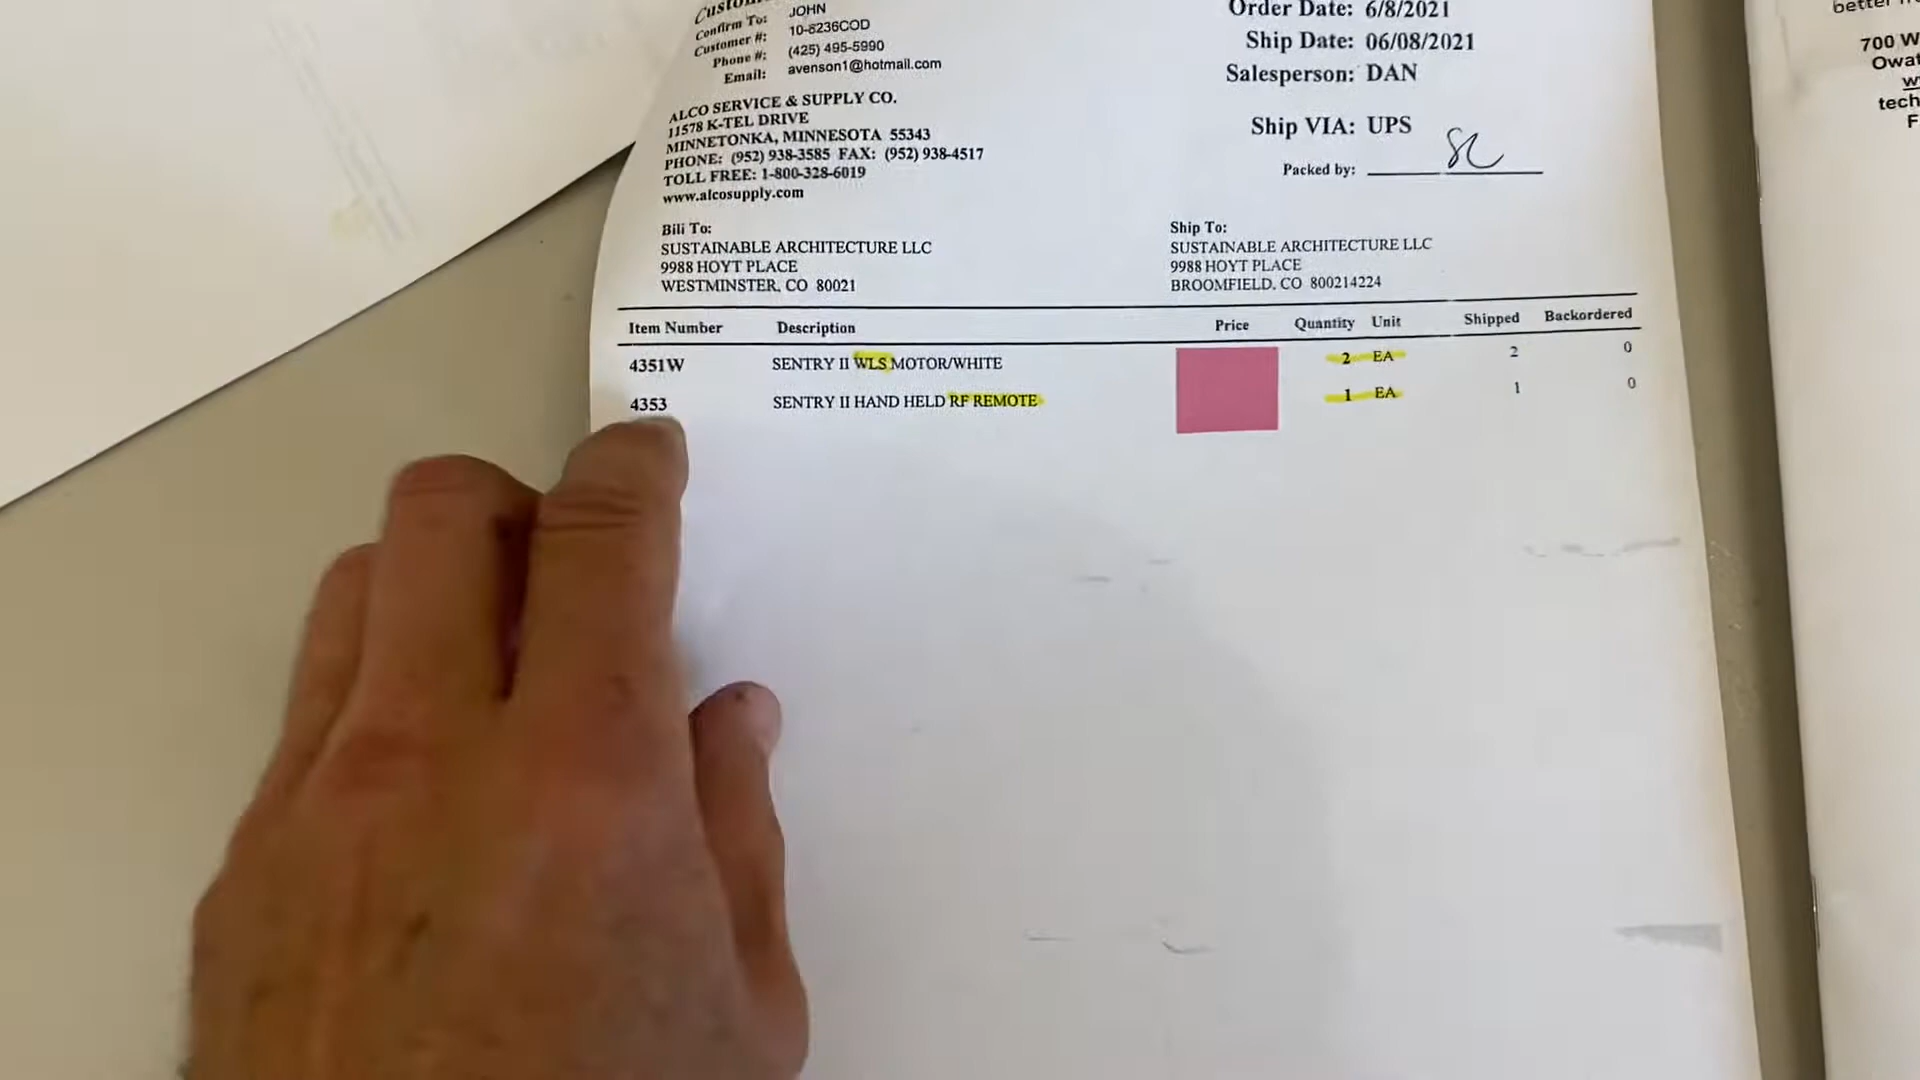 Confirm To: JOHN
Customer #: 10-8236COD
Phone #: (425) 495-5990
Email: avenson1@hotmail.com
ALCO SERVICE & SUPPLY CO.
11578 K-TEL DRIVE
MINNETONKA, MINNESOTA 55343
PHONE: (952) 938-3585 FAX: (952) 938-4517
TOLL FREE: 1-800-328-6019
www.alcosupply.com
Order Date: 6/8/2021
Ship Date: 06/08/2021
Salesperson: DAN
Ship VIA: UPS
Packed by: SC
Bill To:
SUSTAINABLE ARCHITECTURE LLC
9988 HOYT PLACE
WESTMINSTER, CO 80021
Ship To:
SUSTAINABLE ARCHITECTURE LLC
9988 HOYT PLACE
BROOMFIELD, CO 800214224
Item Number Description Price Quantity Unit Shipped Backordered
4351W SENTRY II WLS MOTOR/WHITE 2 EA 2 0
4353 SENTRY II HAND HELD RF REMOTE 1 EA 1 0
better
700 W
Owat
w
tech
F